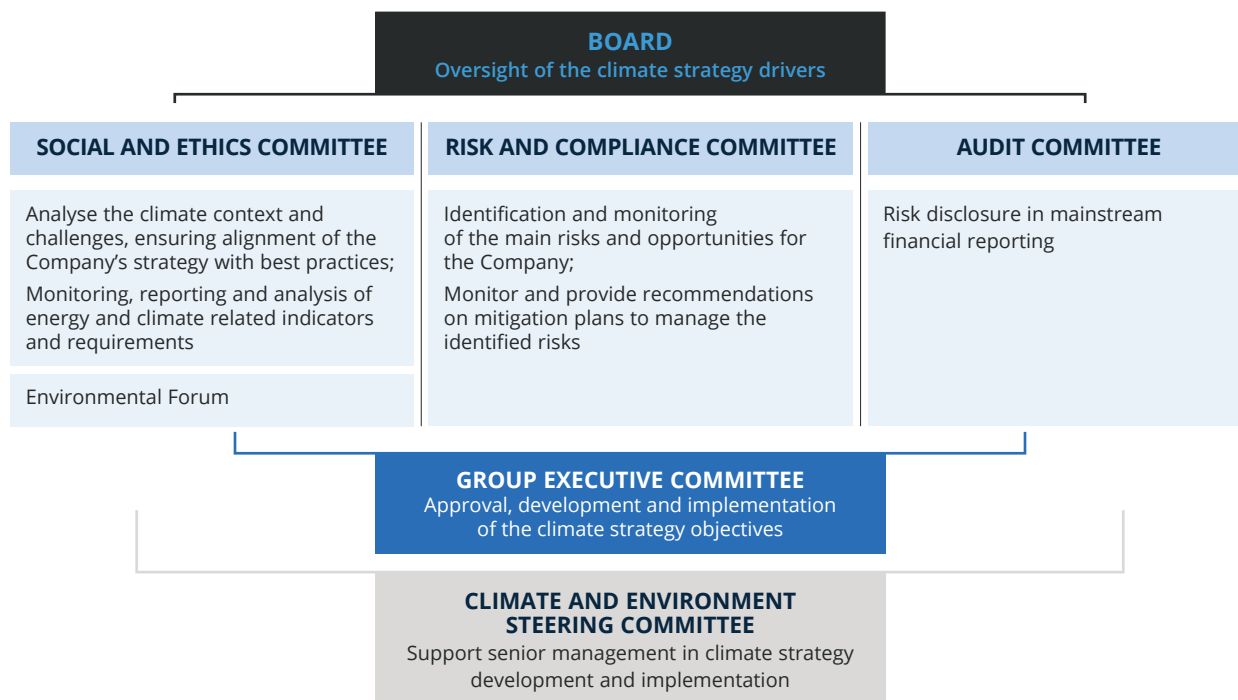 BOARD
Oversight of the climate strategy drivers
SOCIAL AND ETHICS COMMITTEE
Analyse the climate context and
challenges, ensuring alignment of the
Company’s strategy with best practices;
Monitoring, reporting and analysis of
energy and climate related indicators
and requirements
Environmental Forum
RISK AND COMPLIANCE COMMITTEE
Identification and monitoring
of the main risks and opportunities for
the Company;
Monitor and provide recommendations
on mitigation plans to manage the
identified risks
AUDIT COMMITTEE
Risk disclosure in mainstream
financial reporting
GROUP EXECUTIVE COMMITTEE
Approval, development and implementation
of the climate strategy objectives
CLIMATE AND ENVIRONMENT
STEERING COMMITTEE
Support senior management in climate strategy
development and implementation